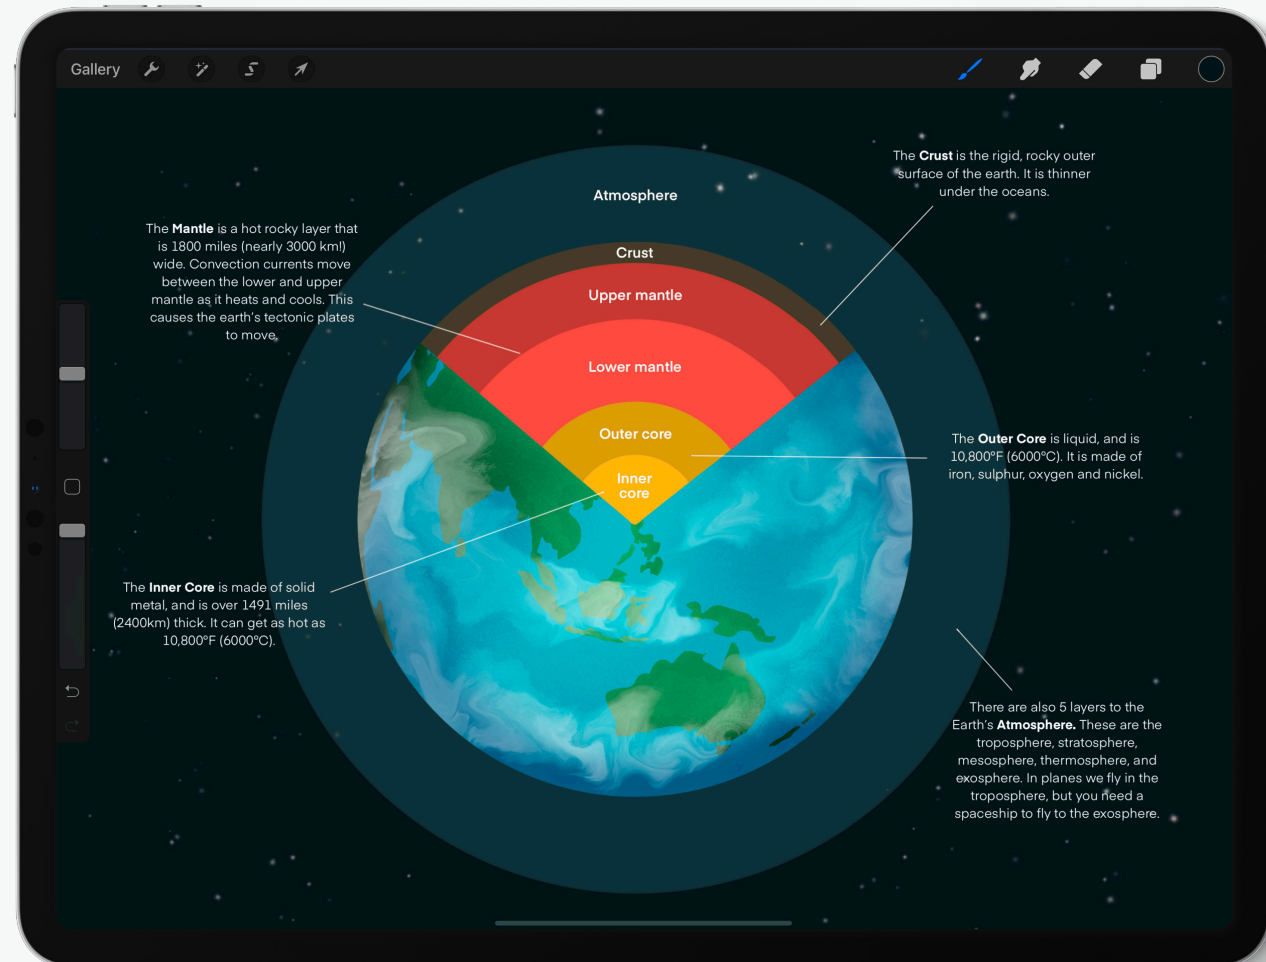 Gallery
Atmosphere
The Crust is the rigid, rocky outer
surface of the earth. It is thinner
under the oceans.
The Mantle is a hot rocky layer that
is 1800 miles (nearly 3000 km!)
wide. Convection currents move
between the lower and upper
mantle as it heats and cools. This
causes the earth's tectonic plates
to move.
Crust
Upper mantle
Lower mantle
Outer core
Inner
core
The Outer Core is liquid, and is
10,800°F (6000°C). It is made of
iron, sulphur, oxygen and nickel.
The Inner Core is made of solid
metal, and is over 1491 miles
(2400km) thick. It can get as hot as
10,800°F (6000°C).
There are also 5 layers to the
Earth's Atmosphere. These are the
troposphere, stratosphere,
mesosphere, thermosphere, and
exosphere. In planes we fly in the
troposphere, but you need a
spaceship to fly to the exosphere.